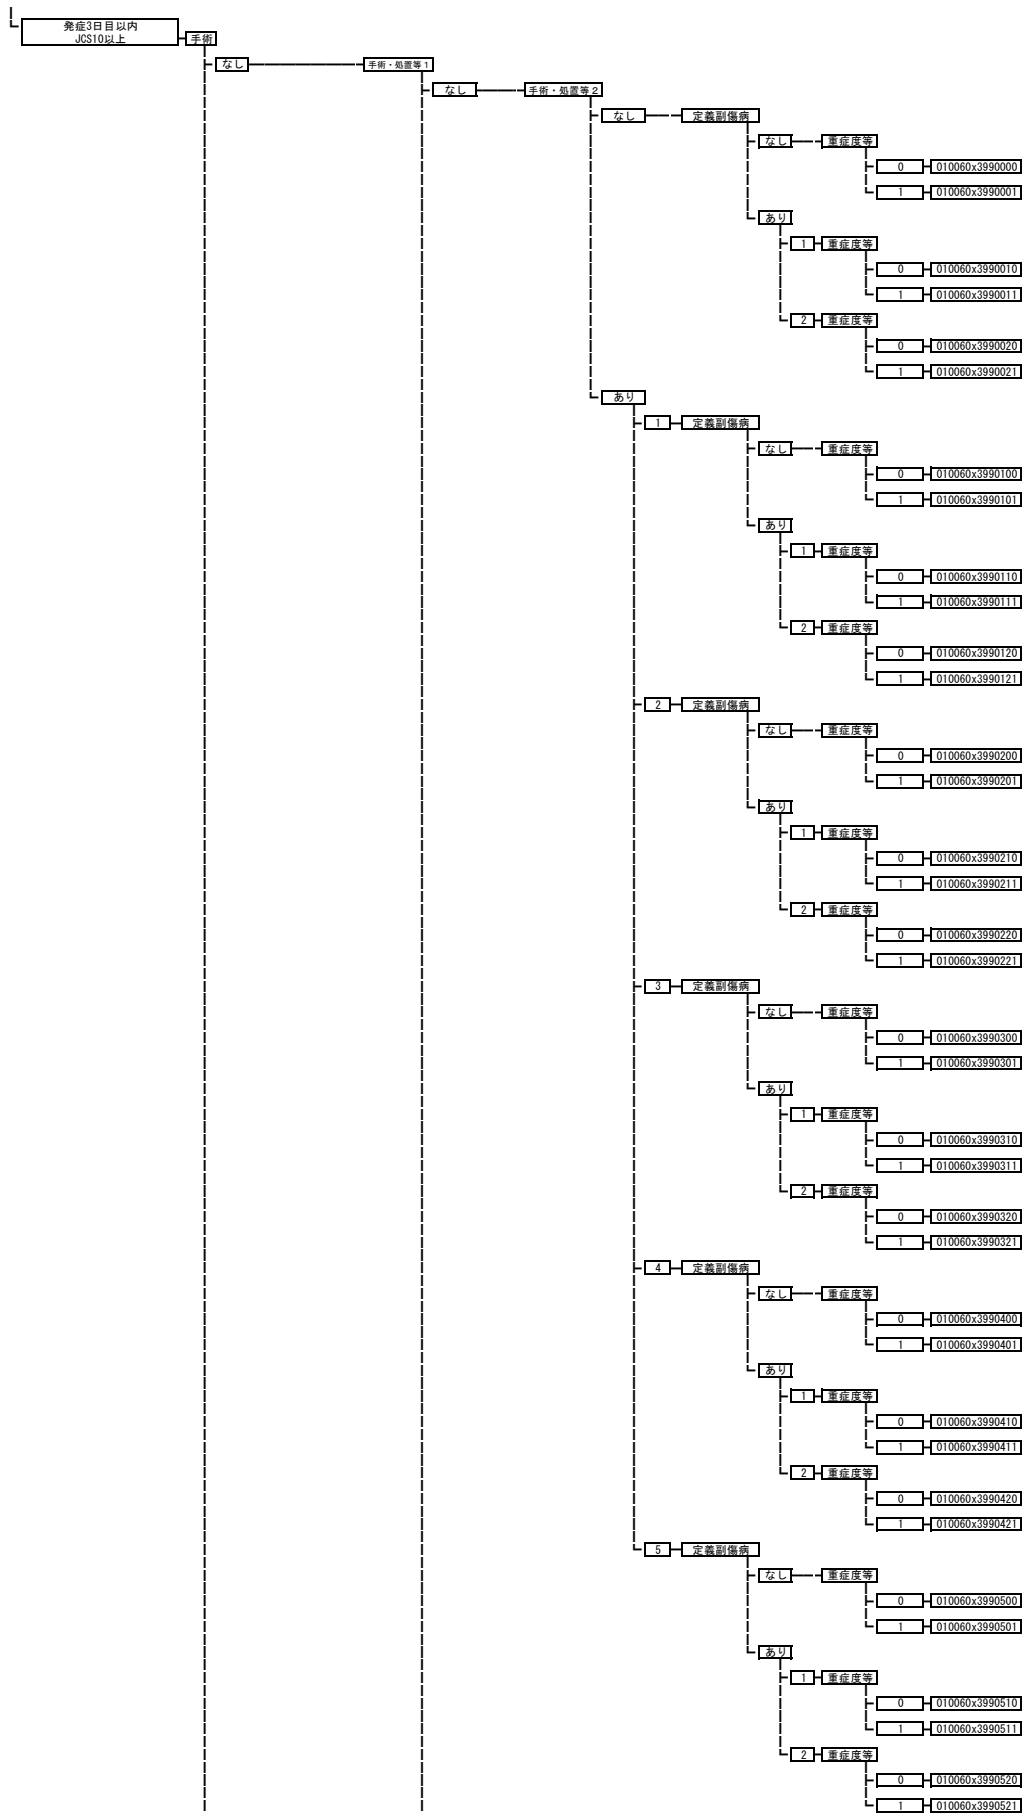 発症3日目以内
JCS10以上
手術
なし
手術・処置等1
なし
手術・処置等2
なし
定義副傷病
なし
重症度等
0
010060x3990000
1
010060x3990001
あり
1
重症度等
0
010060x3990010
1
010060x3990011
2
重症度等
0
010060x3990020
1
010060x3990021
あり
1
定義副傷病
なし
重症度等
0
010060x3990100
1
010060x3990101
あり
1
重症度等
0
010060x3990110
1
010060x3990111
2
重症度等
0
010060x3990120
1
010060x3990121
2
定義副傷病
なし
重症度等
0
010060x3990200
1
010060x3990201
あり
1
重症度等
0
010060x3990210
1
010060x3990211
2
重症度等
0
010060x3990220
1
010060x3990221
3
定義副傷病
なし
重症度等
0
010060x3990300
1
010060x3990301
あり
1
重症度等
0
010060x3990310
1
010060x3990311
2
重症度等
0
010060x3990320
1
010060x3990321
4
定義副傷病
なし
重症度等
0
010060x3990400
1
010060x3990401
あり
1
重症度等
0
010060x3990410
1
010060x3990411
2
重症度等
0
010060x3990420
1
010060x3990421
5
定義副傷病
なし
重症度等
0
010060x3990500
1
010060x3990501
あり
1
重症度等
0
010060x3990510
1
010060x3990511
2
重症度等
0
010060x3990520
1
010060x3990521